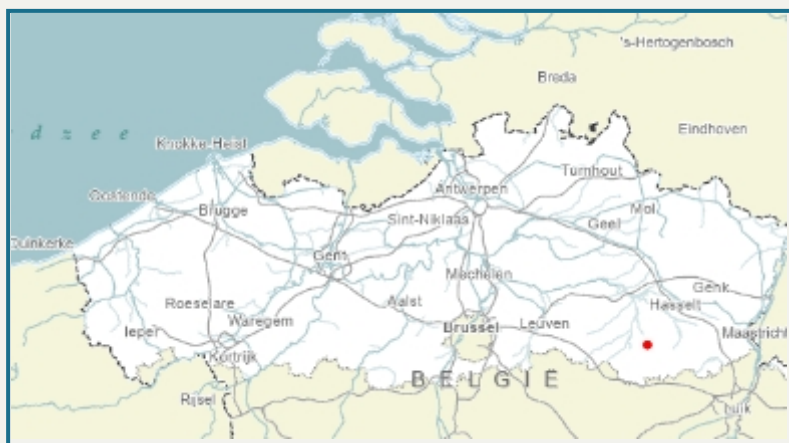 's-Hertogenbosch
Breda
Eindhoven
d z e e
Knokke-Heist
Turnhout
Antwerpen
Oostende
Brugge
Mol
Sint-Niklaas
Geel
Duinkerke
Gent
Mechelen
Genk
Roeselare
Aalst
Hasselt
Ieper
Waregem
Brussel
Leuven
Maastricht
Kortrijk
BELGIË
Rijsel
Luik